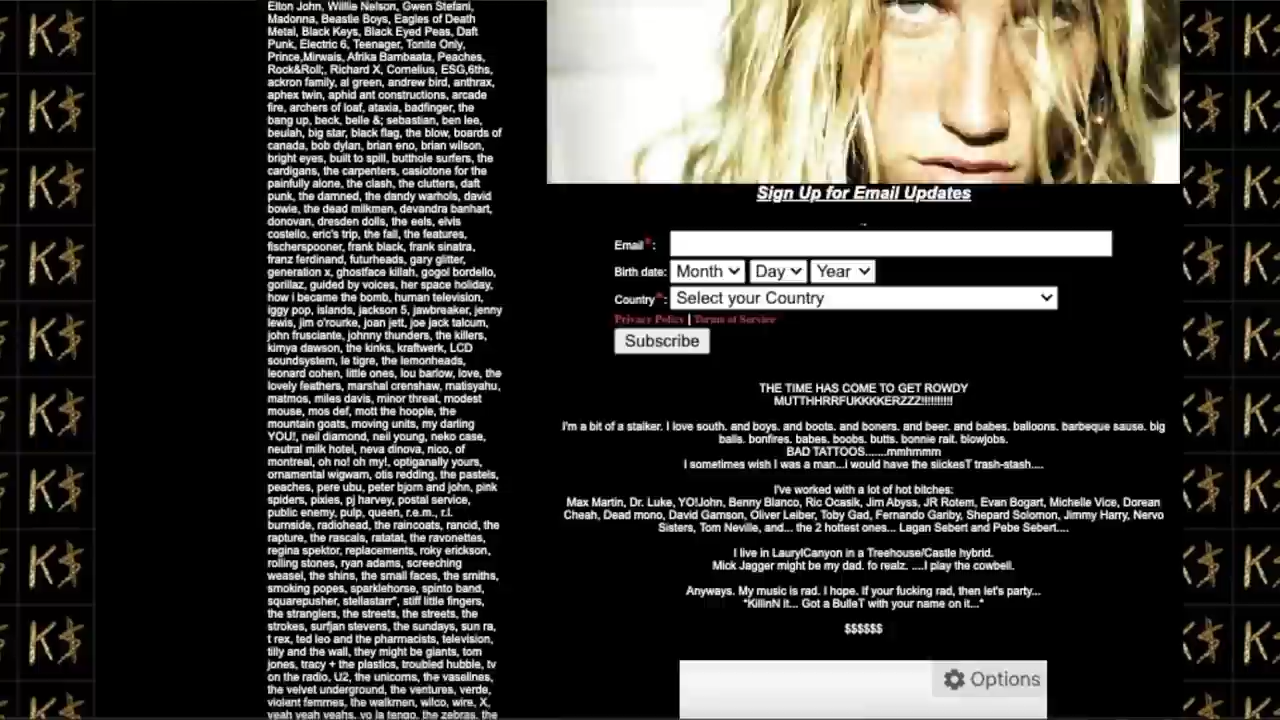 Elton John, Willie Nelson, Gwen Stefani,
Madonna, Beastie Boys, Eagles of Death
Metal, Black Keys, Black Eyed Peas, Daft
Punk, Electric 6, Teenager, Tonite Only,
Prince,Mirwais, Afrika Bambaata, Peaches,
Rock&Roll;, Richard X, Cornelius, ESG,6ths,
ackron family, al green, andrew bird, anthrax,
aphex twin, aphid ant constructions, arcade
fire, archers of loaf, ataxia, badfinger, the
bang up, beck, belle &; sebastian, ben lee,
beulah, big star, black flag, the blow, boards of
canada, bob dylan, brian eno, brian wilson,
bright eyes, built to spill, butthole surfers, the
cardigans, the carpenters, casiotone for the
painfully alone, the clash, the clutters, daft
punk, the damned, the dandy warhols, david
bowie, the dead milkmen, devandra banhart,
donovan, dresden dolls, the eels, elvis
costello, eric's trip, the fall, the features,
fischerspooner, frank black, frank sinatra,
franz ferdinand, futurheads, gary glitter,
generation x, ghostface killah, gogol bordello,
gorillaz, guided by voices, her space holiday,
how i became the bomb, human television,
iggy pop, islands, jackson 5, jawbreaker, jenny
lewis, jim o'rourke, joan jett, joe jack talcum,
john frusciante, johnny thunders, the killers,
kimya dawson, the kinks, kraftwerk, LCD
soundsystem, le tigre, the lemonheads,
leonard cohen, little ones, lou barlow, love, the
lovely feathers, marshal crenshaw, matisyahu,
matmos, miles davis, minor threat, modest
mouse, mos def, mott the hoople, the
mountain goats, moving units, my darling
YOU!, neil diamond, neil young, neko case,
neutral milk hotel, neva dinova, nico, of
montreal, oh no! oh my!, optiganally yours,
ornamental wigwam, otis redding, the pastels,
peaches, pere ubu, peter bjorn and john, pink
spiders, pixies, pj harvey, postal service,
public enemy, pulp, queen, r.e.m., r.l.
burnside, radiohead, the raincoats, rancid, the
rapture, the rascals, ratatat, the ravonettes,
regina spektor, replacements, roky erickson,
rolling stones, ryan adams, screeching
weasel, the shins, the small faces, the smiths,
smoking popes, sparklehorse, spinto band,
squarepusher, stellastarr*, stiff little fingers,
the stranglers, the streets, the streets, the
strokes, surfjan stevens, the sundays, sun ra,
t rex, ted leo and the pharmacists, television,
tilly and the wall, they might be giants, tom
jones, tracy + the plastics, troubled hubble, tv
on the radio, U2, the unicorns, the vaselines,
the velvet underground, the ventures, verde,
violent femmes, the walkmen, wilco, wire, X,
yeah yeah yeahs, yo la tengo, the zebras, the
Sign Up for Email Updates
Email*:
Birth date: Month Day Year
Country*: Select your Country
Privacy Policy | Terms of Service
Subscribe
THE TIME HAS COME TO GET ROWDY
MUTTHHRRFUKKKKERZZZ!!!!!!!!!!
I'm a bit of a stalker. I love south. and boys. and boots. and boners. and beer. and babes. balloons. barbeque sause. big
balls. bonfires. babes. boobs. butts. bonnie rait. blowjobs.
BAD TATTOOS.......mmhmmm
I sometimes wish I was a man...I would have the slickesT trash-stash....
I've worked with a lot of hot bitches:
Max Martin, Dr. Luke, YO!John, Benny Blanco, Ric Ocasik, Jim Abyss, JR Rotem, Evan Bogart, Michelle Vice, Dorean
Cheah, Dead mono, David Gamson, Oliver Leiber, Toby Gad, Fernando Gariby, Shepard Solomon, Jimmy Harry, Nervo
Sisters, Tom Neville, and... the 2 hottest ones... Lagan Sebert and Pebe Sebert....
I live in LaurylCanyon in a Treehouse/Castle hybrid.
Mick Jagger might be my dad. fo realz. ....I play the cowbell.
Anyways. My music is rad. I hope. If your fucking rad, then let's party...
*KillinN it... Got a BulleT with your name on it...*
$$$$$$
Options